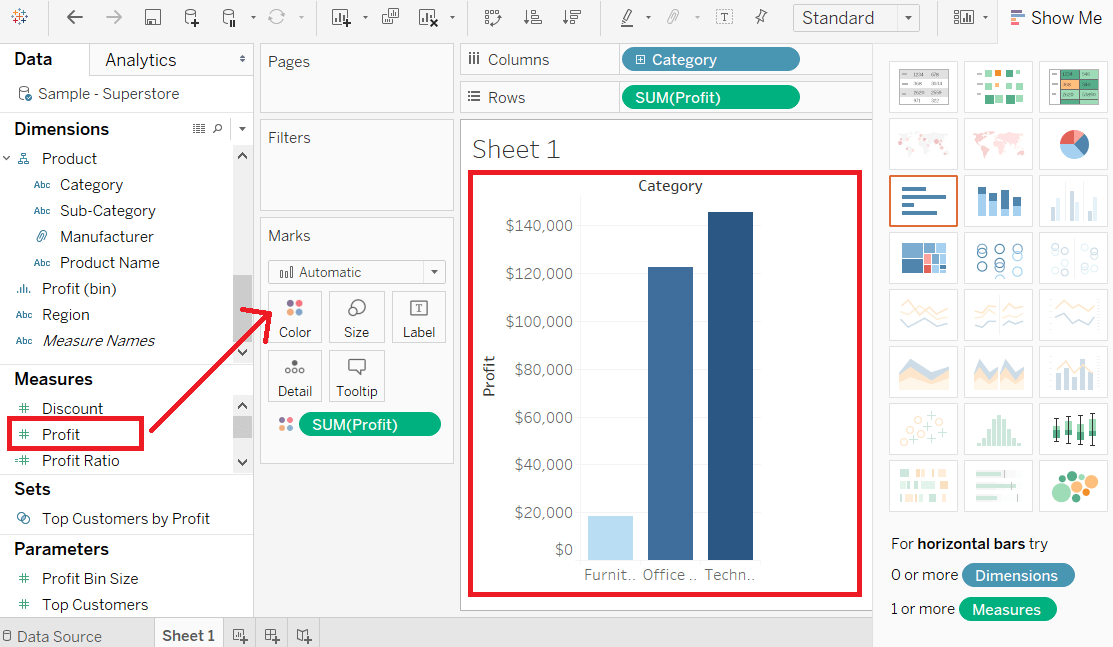 Standard
Show Me
Data
Analytics
Sample - Superstore
Dimensions
Product
Abc Category
Abc Sub-Category
Manufacturer
Abc Product Name
Profit (bin)
Abc Region
Abc Measure Names
Measures
Discount
Profit
Profit Ratio
Sets
Top Customers by Profit
Parameters
Profit Bin Size
Top Customers
Data Source
Sheet 1
Pages
Filters
Marks
Automatic
Color
Size
Label
Detail
Tooltip
SUM(Profit)
Columns
Category
Rows
SUM(Profit)
Sheet 1
Category
Profit
$140,000
$120,000
$100,000
$80,000
$60,000
$40,000
$20,000
$0
Furnit..
Office ..
Techn..
For horizontal bars try
0 or more Dimensions
1 or more Measures